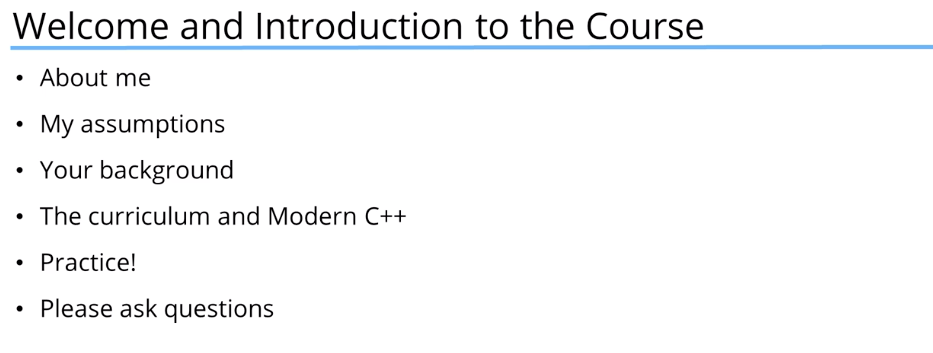 Welcome and Introduction to the Course
• About me
• My assumptions
• Your background
• The curriculum and Modern C++
• Practice!
• Please ask questions